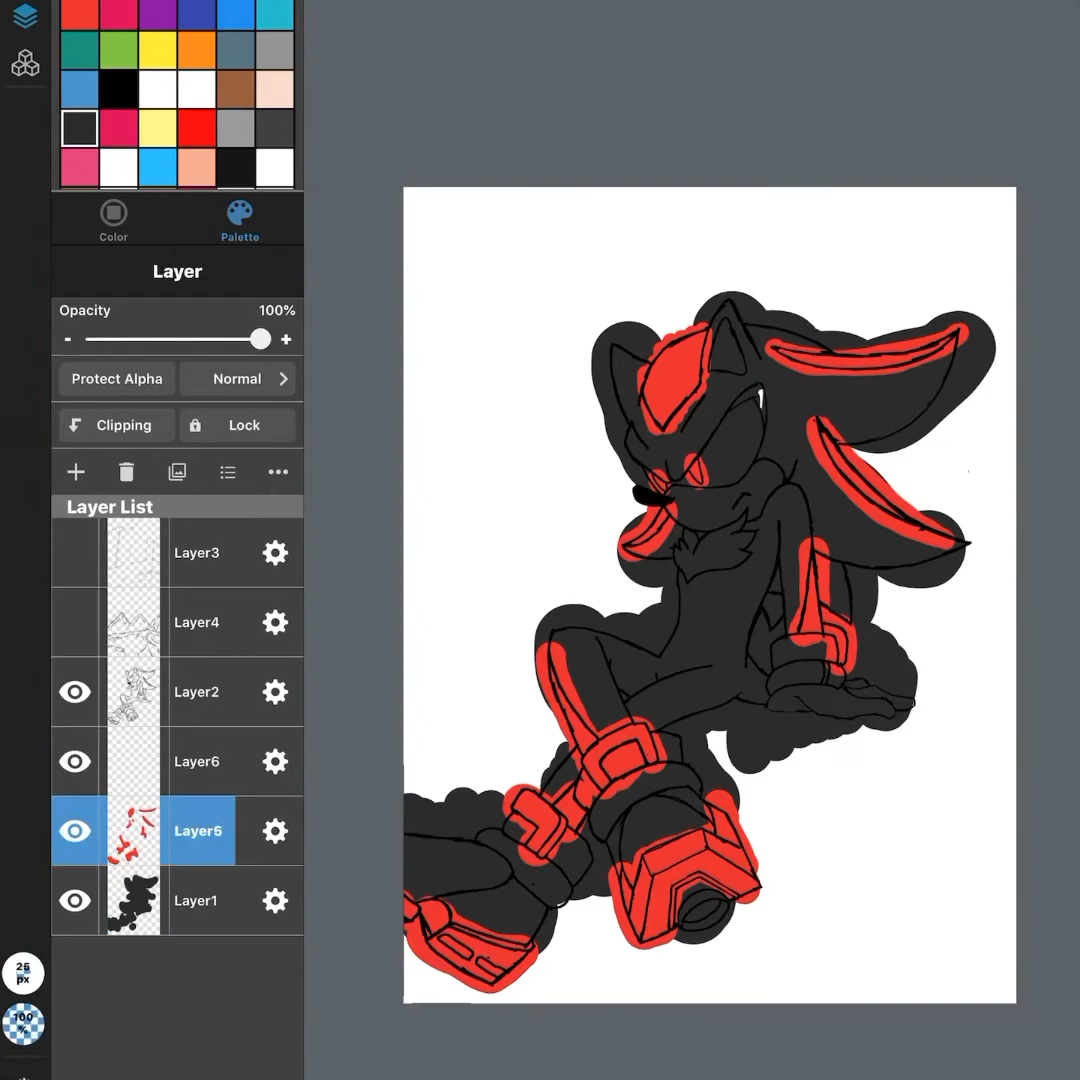 Color
Palette
Layer
Opacity
100%
-
+
Protect Alpha
Normal
Clipping
Lock
Layer List
Layer3
Layer4
Layer2
Layer6
Layer5
Layer1
px
100
%